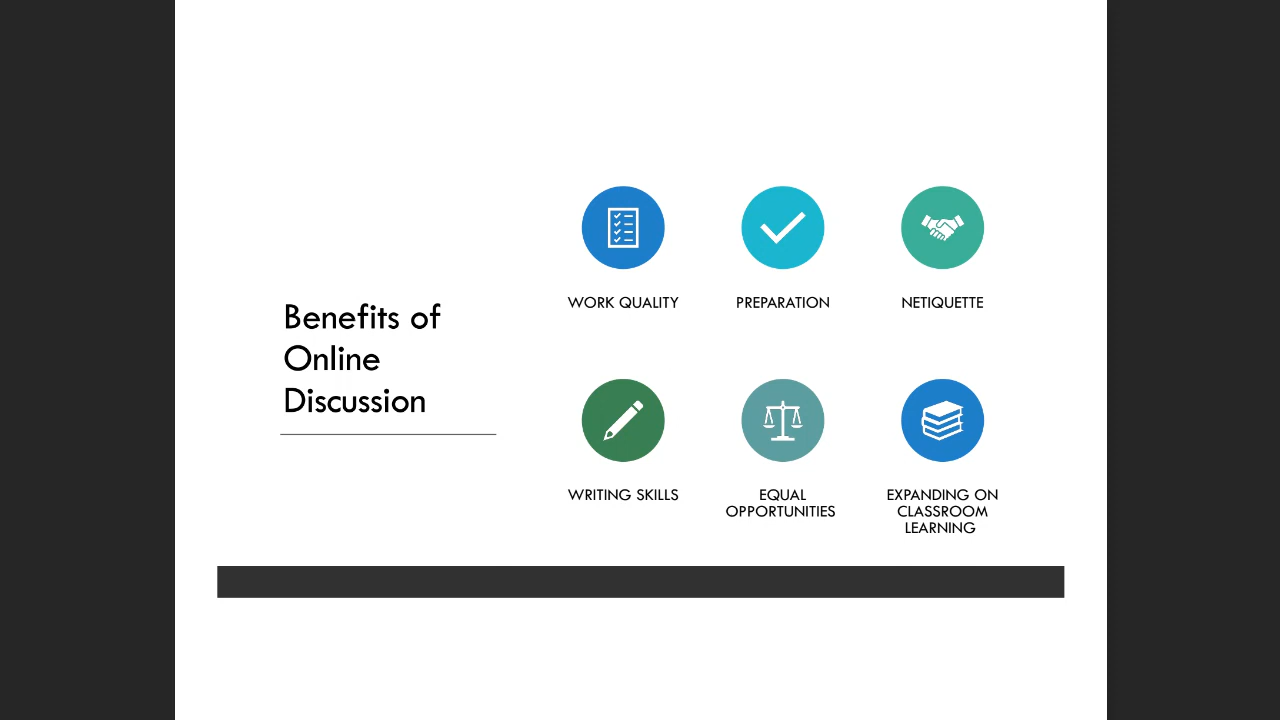 Benefits of
Online
Discussion
WORK QUALITY
PREPARATION
NETIQUETTE
WRITING SKILLS
EQUAL
OPPORTUNITIES
EXPANDING ON
CLASSROOM
LEARNING